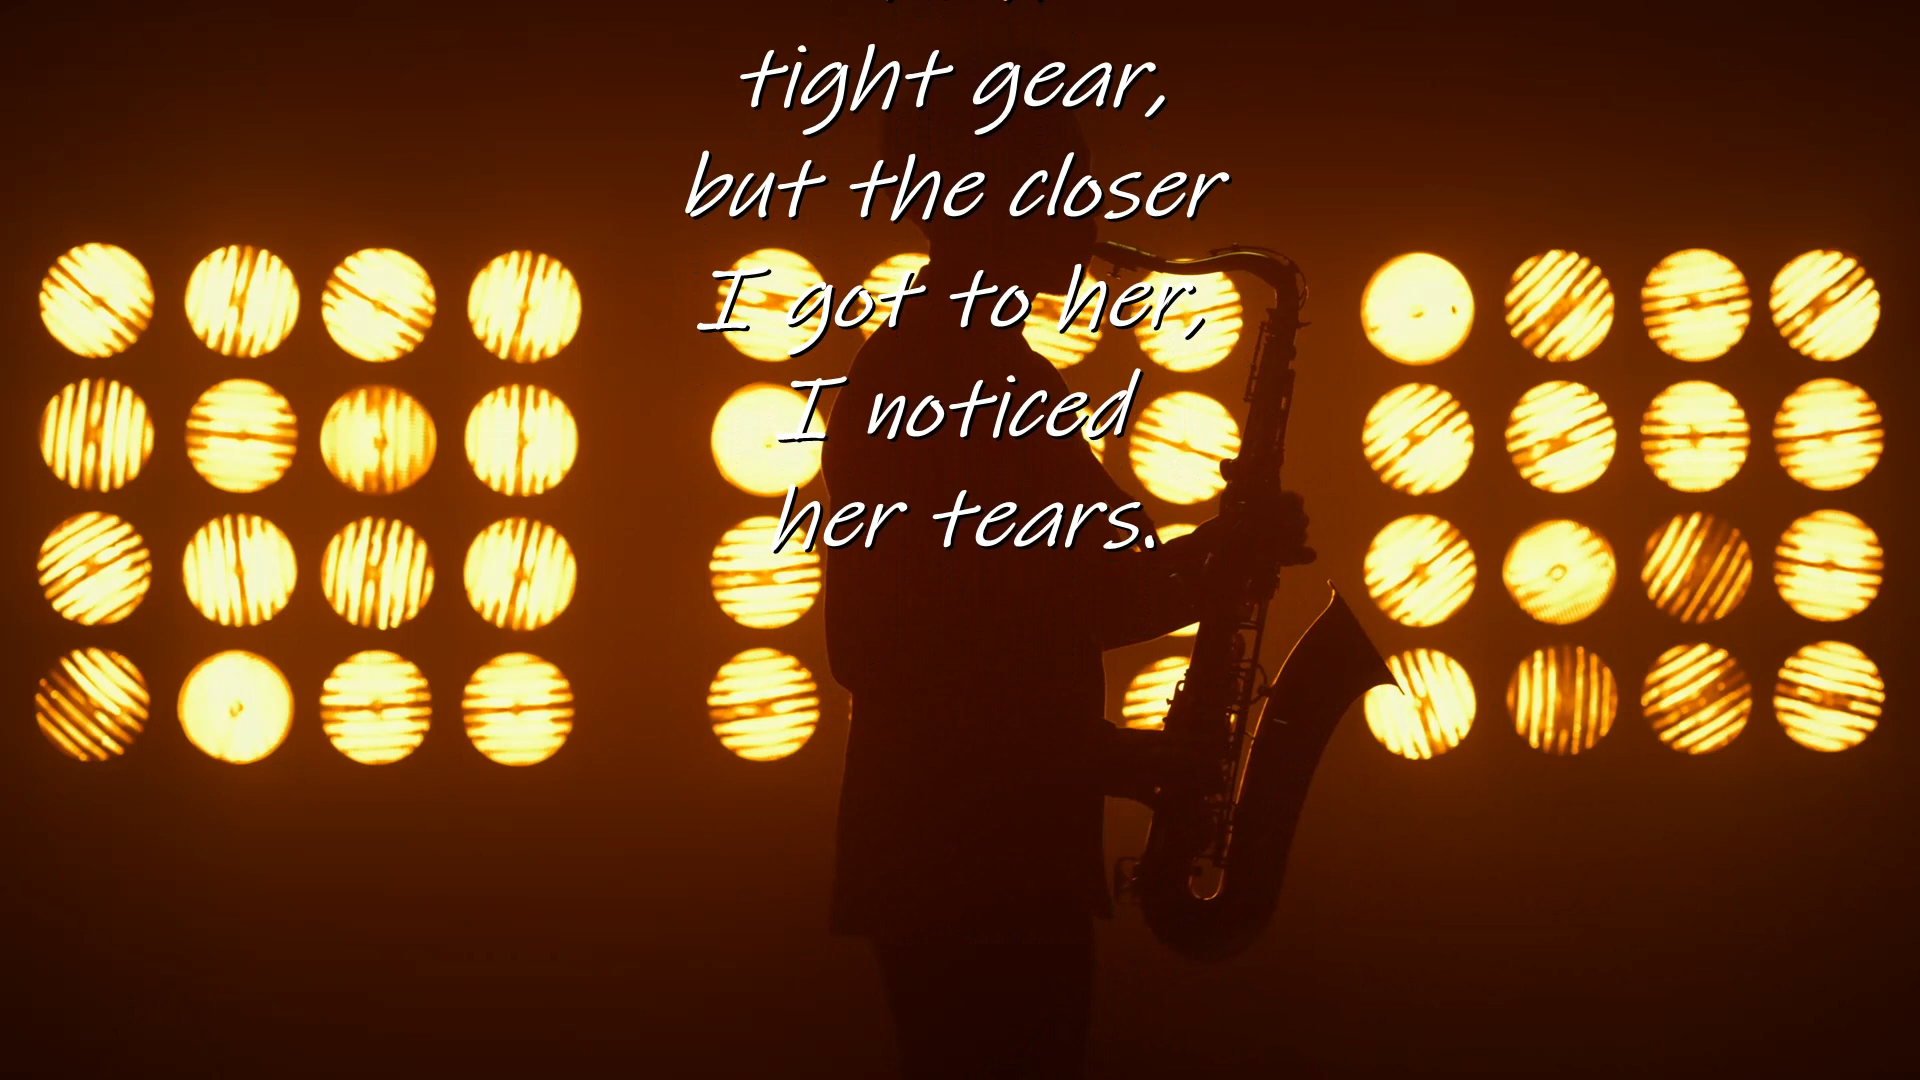 tight gear,
but the closer
I got to her,
I noticed
her tears.